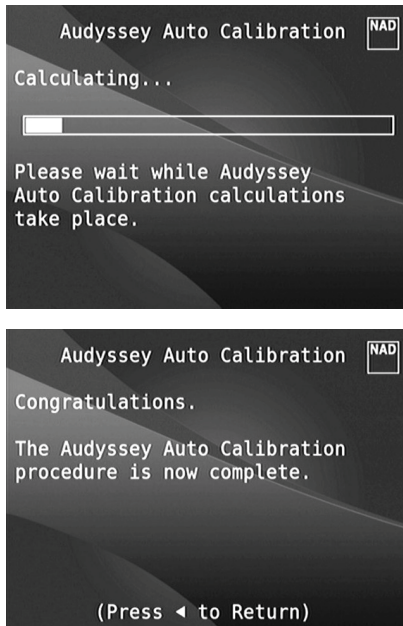 Audyssey Auto Calibration NAD
Calculating...
Please wait while Audyssey
Auto Calibration calculations
take place.
Audyssey Auto Calibration NAD
Congratulations.
The Audyssey Auto Calibration
procedure is now complete.
(Press ◄ to Return)